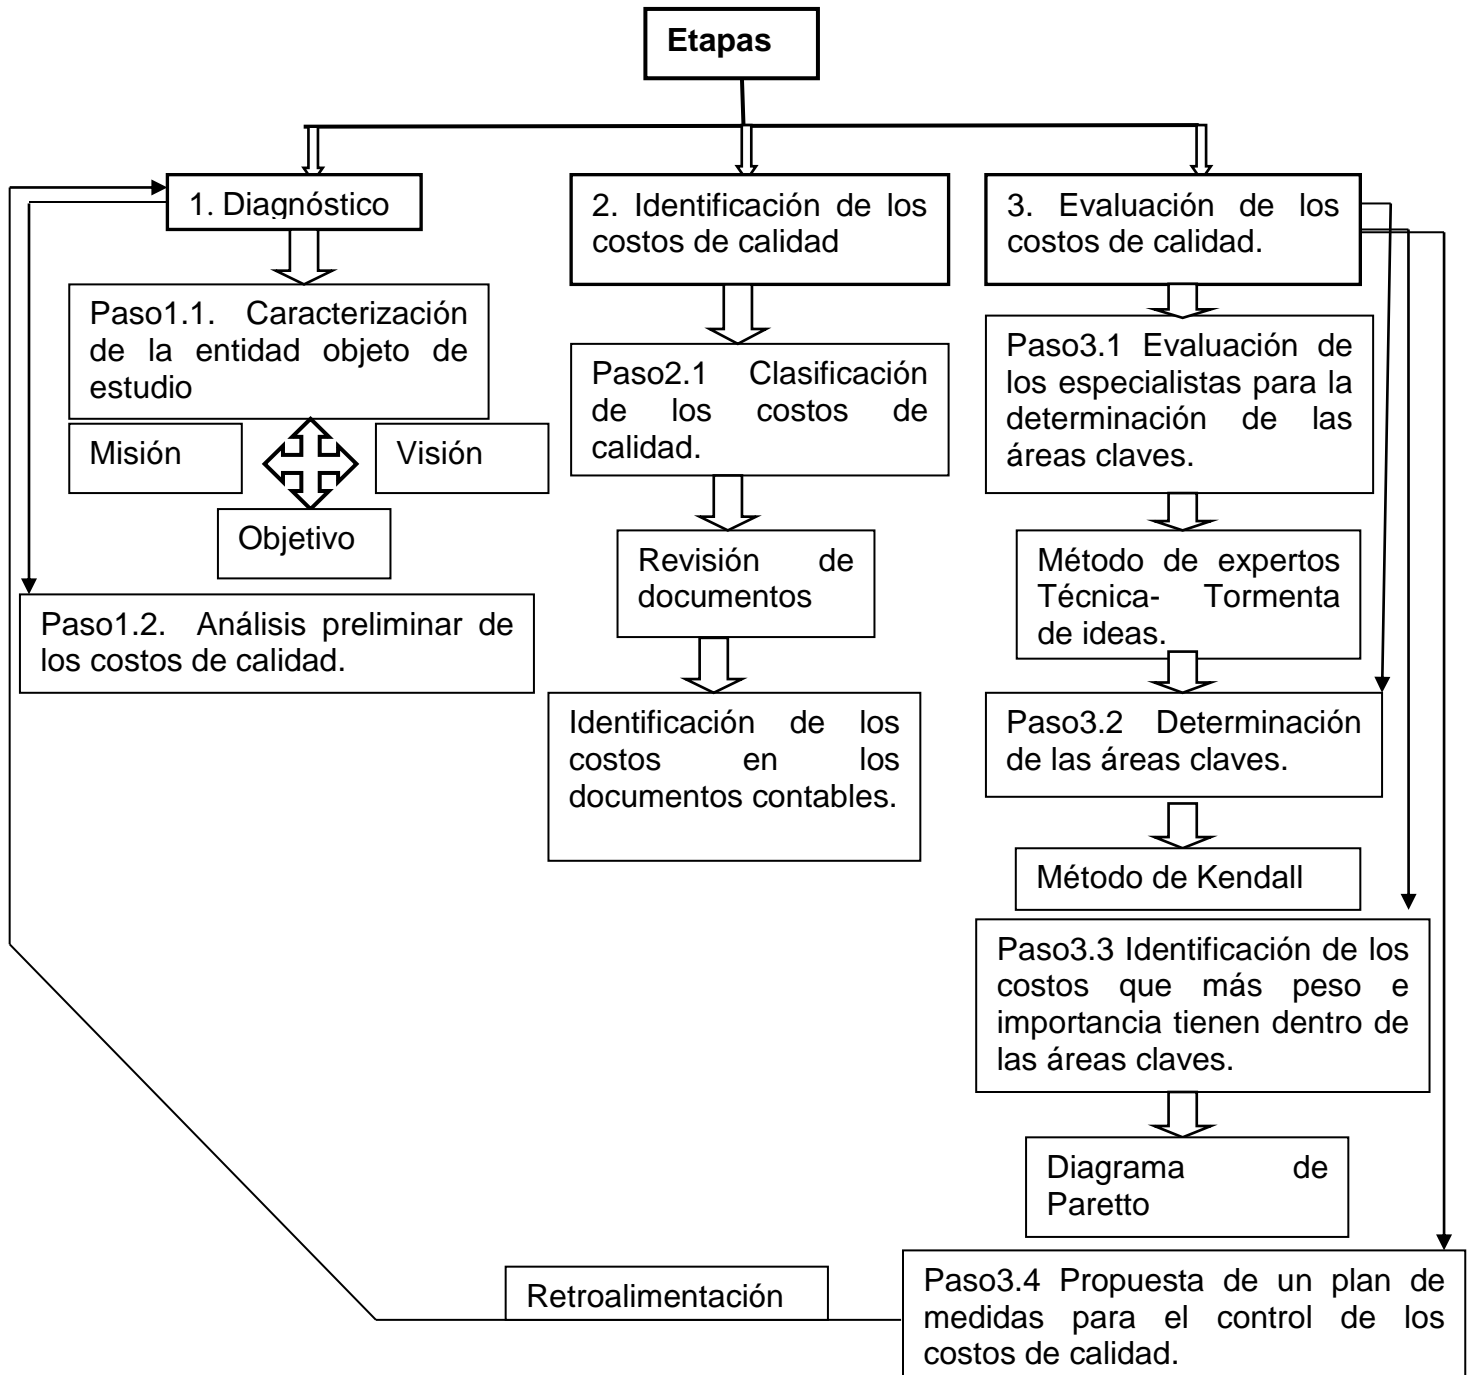 Etapas
1. Diagnóstico
Paso1.1. Caracterización
de la entidad objeto de
estudio
Misión
Visión
Objetivo
Paso1.2. Análisis preliminar de
los costos de calidad.
2. Identificación de los
costos de calidad
Paso2.1 Clasificación
de los costos de
calidad.
Revisión de
documentos
Identificación de los
costos en los
documentos contables.
3. Evaluación de los
costos de calidad.
Paso3.1 Evaluación de
los especialistas para la
determinación de las
áreas claves.
Método de expertos
Técnica- Tormenta
de ideas.
Paso3.2 Determinación
de las áreas claves.
Método de Kendall
Paso3.3 Identificación de los
costos que más peso e
importancia tienen dentro de
las áreas claves.
Diagrama de
Paretto
Paso3.4 Propuesta de un plan de
medidas para el control de los
costos de calidad.
Retroalimentación